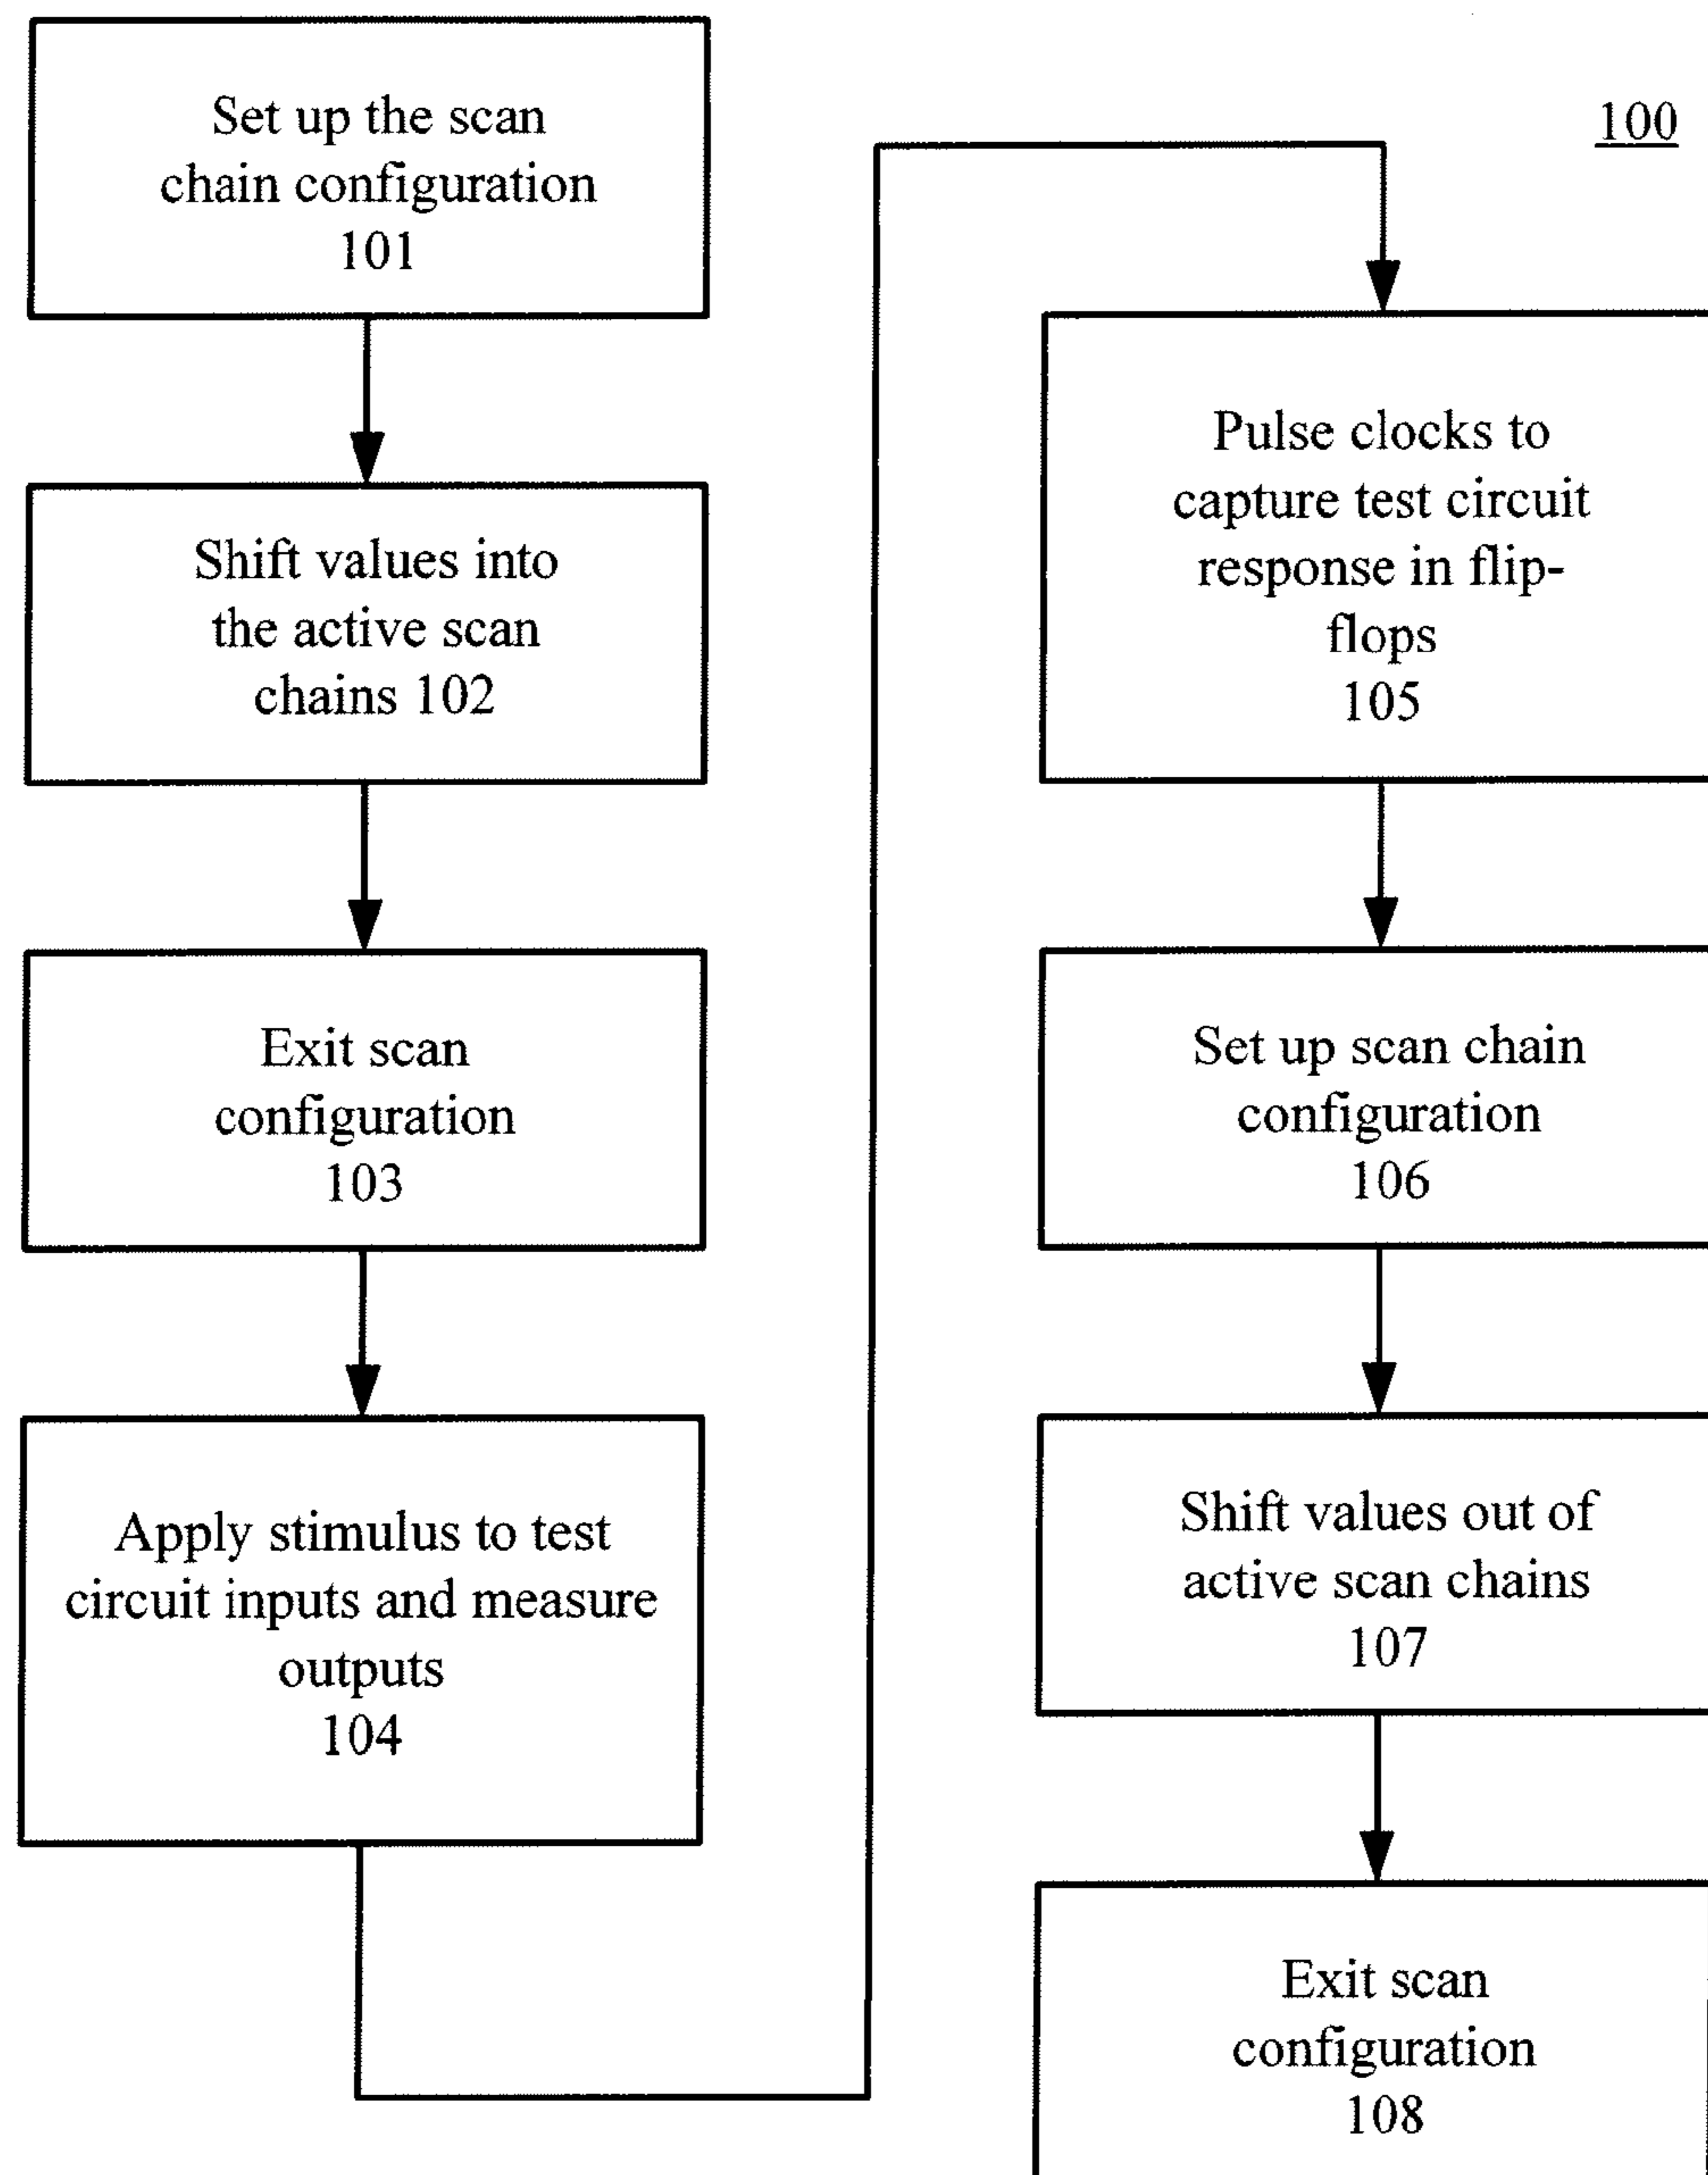 Set up the scan
chain configuration
101
Shift values into
the active scan
chains 102
Exit scan
configuration
103
Apply stimulus to test
circuit inputs and measure
outputs
104
100
Pulse clocks to
capture test circuit
response in flip-
flops
105
Set up scan chain
configuration
106
Shift values out of
active scan chains
107
Exit scan
configuration
108